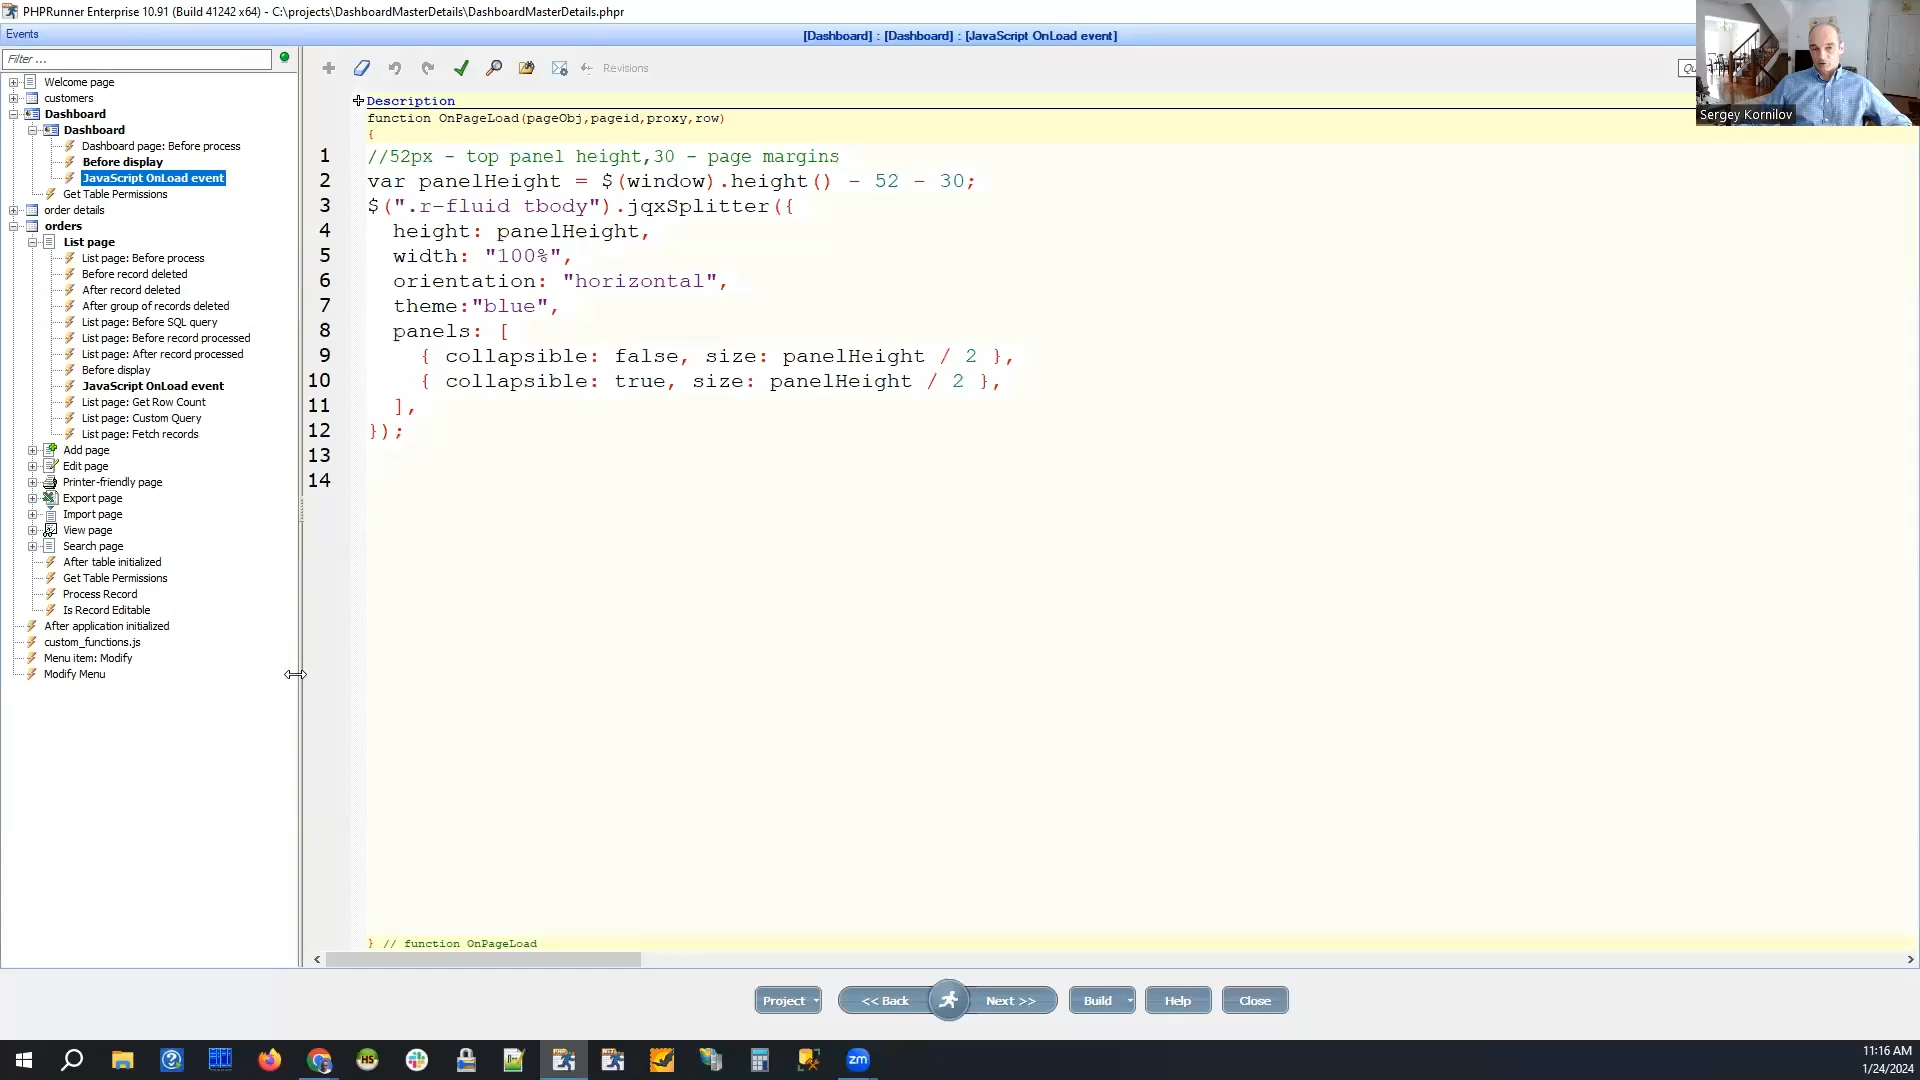 PHPRunner Enterprise 10.91 (Build 41242 x64) - C:\projects\DashboardMasterDetails\DashboardMasterDetails.phpr
Events
[Dashboard] : [Dashboard] : [JavaScript OnLoad event]
Filter ...
Revisions
Qu
Sergey Kornilov
Welcome page
customers
Dashboard
Dashboard
Dashboard page: Before process
Before display
JavaScript OnLoad event
Get Table Permissions
order details
orders
List page
List page: Before process
Before record deleted
After record deleted
After group of records deleted
List page: Before SQL query
List page: Before record processed
List page: After record processed
Before display
JavaScript OnLoad event
List page: Get Row Count
List page: Custom Query
List page: Fetch records
Add page
Edit page
Printer-friendly page
Export page
Import page
View page
Search page
After table initialized
Get Table Permissions
Process Record
Is Record Editable
After application initialized
custom_functions.js
Menu item: Modify
Modify Menu
Description
function OnPageLoad(pageObj,pageid,proxy,row)
{
1 //52px - top panel height,30 - page margins
2 var panelHeight = $(window).height() - 52 - 30;
3 $(".r-fluid tbody").jqxSplitter({
4 height: panelHeight,
5 width: "100%",
6 orientation: "horizontal",
7 theme:"blue",
8 panels: [
9 { collapsible: false, size: panelHeight / 2 },
10 { collapsible: true, size: panelHeight / 2 },
11 ],
12 });
13
14
} // function OnPageLoad
Project
<< Back
Next >>
Build
Help
Close
HS
zm
11:16 AM
1/24/2024